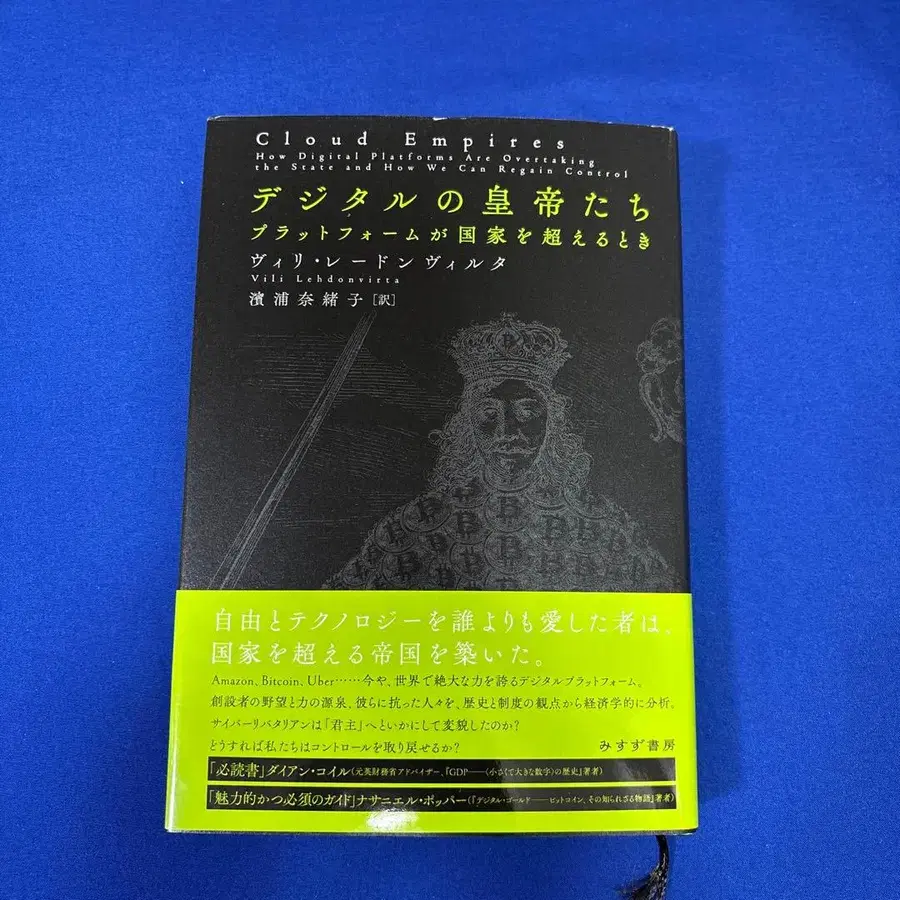 Cloud Empires
How Digital Platforms Are Overtaking
the State and How We Can Regain Control
デジタルの皇帝たち
プラットフォームが国家を超えるとき
ヴィリ・レードンヴィルタ
Vili Lehdonvirta
濱浦奈緒子［訳］
自由とテクノロジーを誰よりも愛した者は、
国家を超える帝国を築いた。
Amazon、Bitcoin、Uber……今や、世界で絶大な力を誇るデジタルプラットフォーム。
創設者の野望と力の源泉、彼らに抗った人々を、歴史と制度の観点から経済学的に分析。
サイバーリバタリアンは「君主」へといかにして変貌したのか？
どうすれば私たちはコントロールを取り戻せるか？
みすず書房
「必読書」ダイアン・コイル（元英財務省アドバイザー、『GDP――〈小さくて大きな数字〉の歴史』著者）
「魅力的かつ必須のガイド」ナサニエル・ポッパー（『デジタル・ゴールド――ビットコイン、その知られざる物語』著者）